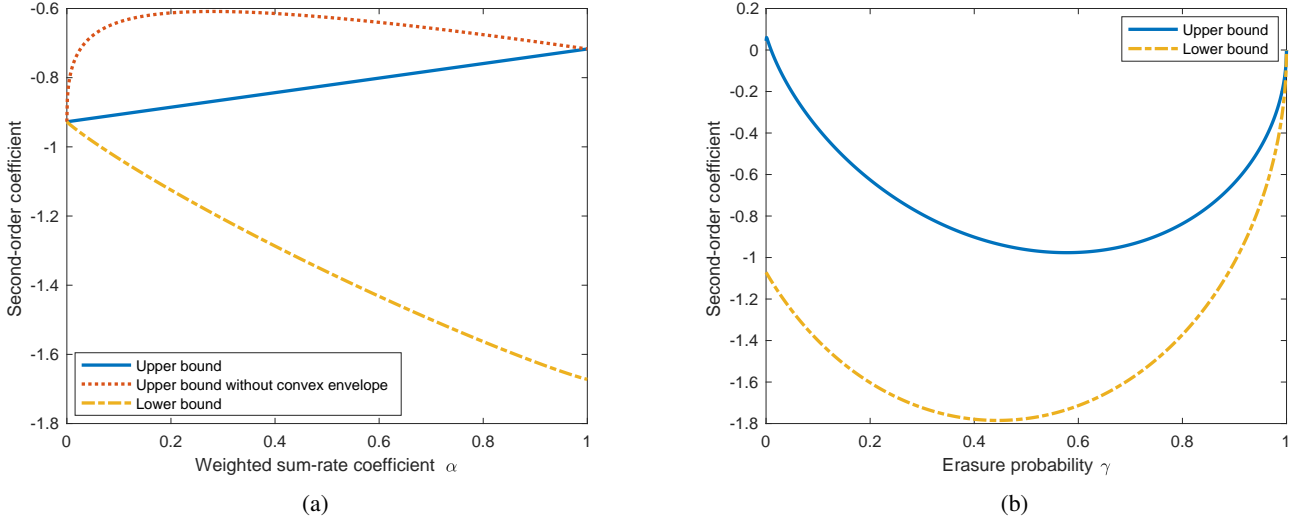 -0.6
-0.8
-1
-1.2
-1.4
-1.6
-1.8
Second-order coefficient
Upper bound
Upper bound without convex envelope
Lower bound
0 0.2 0.4 0.6 0.8 1
Weighted sum-rate coefficient α
(a)
0.2
0
-0.2
-0.4
-0.6
-0.8
-1
-1.2
-1.4
-1.6
-1.8
Second-order coefficient
Upper bound
Lower bound
0 0.2 0.4 0.6 0.8 1
Erasure probability γ
(b)